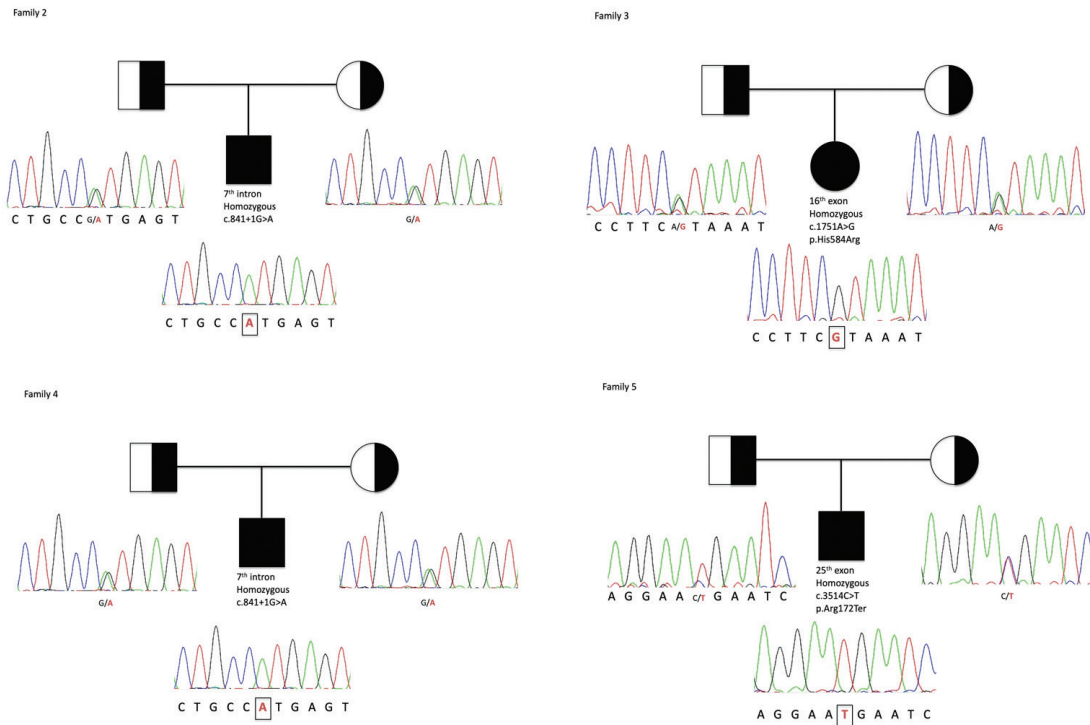 Family 2
7th intron
Homozygous
c.841+1G>A
C T G C C G/A T G A G T
G/A
C T G C C A T G A G T
Family 3
16th exon
Homozygous
c.1751A>G
p.His584Arg
C C T T C A/G T A A A T
A/G
C C T T C G T A A A T
Family 4
7th intron
Homozygous
c.841+1G>A
G/A
G/A
C T G C C A T G A G T
Family 5
25th exon
Homozygous
c.3514C>T
p.Arg172Ter
A G G A A C/T G A A T C
C/T
A G G A A T G A A T C